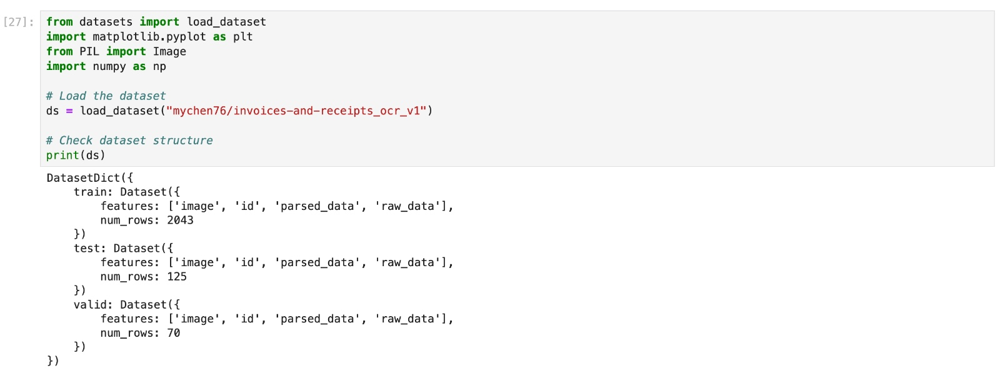 [27]:
from datasets import load_dataset
import matplotlib.pyplot as plt
from PIL import Image
import numpy as np
# Load the dataset
ds = load_dataset("mychen76/invoices-and-receipts_ocr_v1")
# Check dataset structure
print(ds)
DatasetDict({
    train: Dataset({
        features: ['image', 'id', 'parsed_data', 'raw_data'],
        num_rows: 2043
    })
    test: Dataset({
        features: ['image', 'id', 'parsed_data', 'raw_data'],
        num_rows: 125
    })
    valid: Dataset({
        features: ['image', 'id', 'parsed_data', 'raw_data'],
        num_rows: 70
    })
})